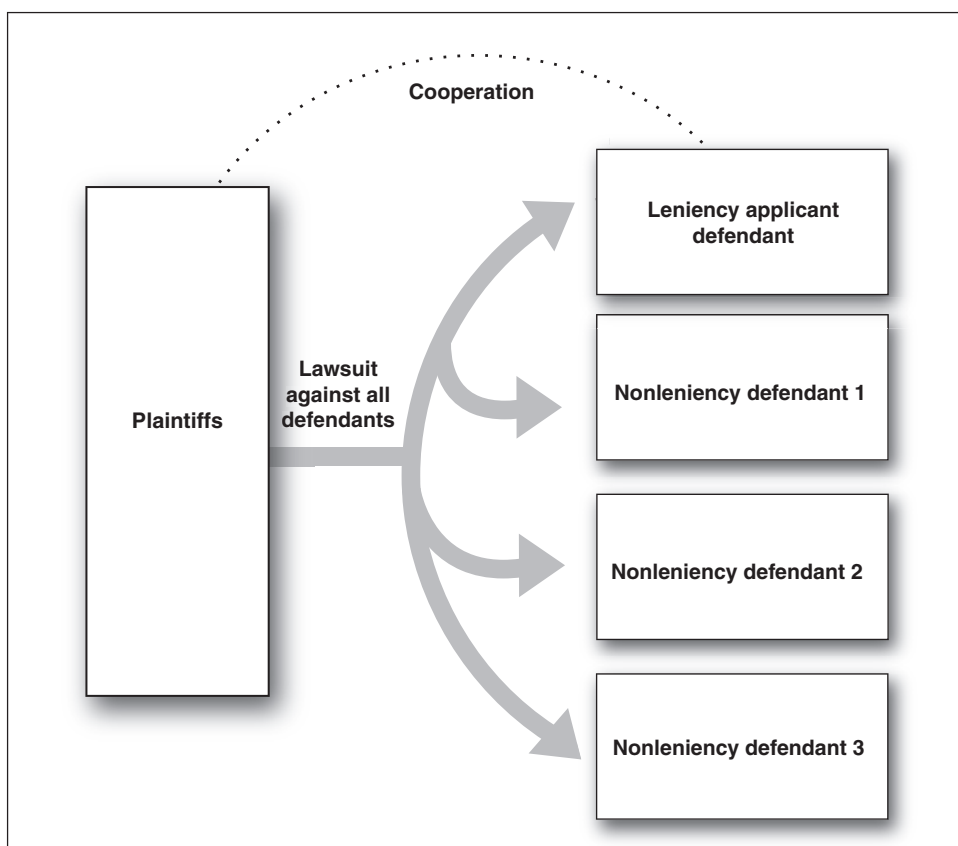 Cooperation
Leniency applicant
defendant
Lawsuit
against all
defendants
Plaintiffs
Nonleniency defendant 1
Nonleniency defendant 2
Nonleniency defendant 3